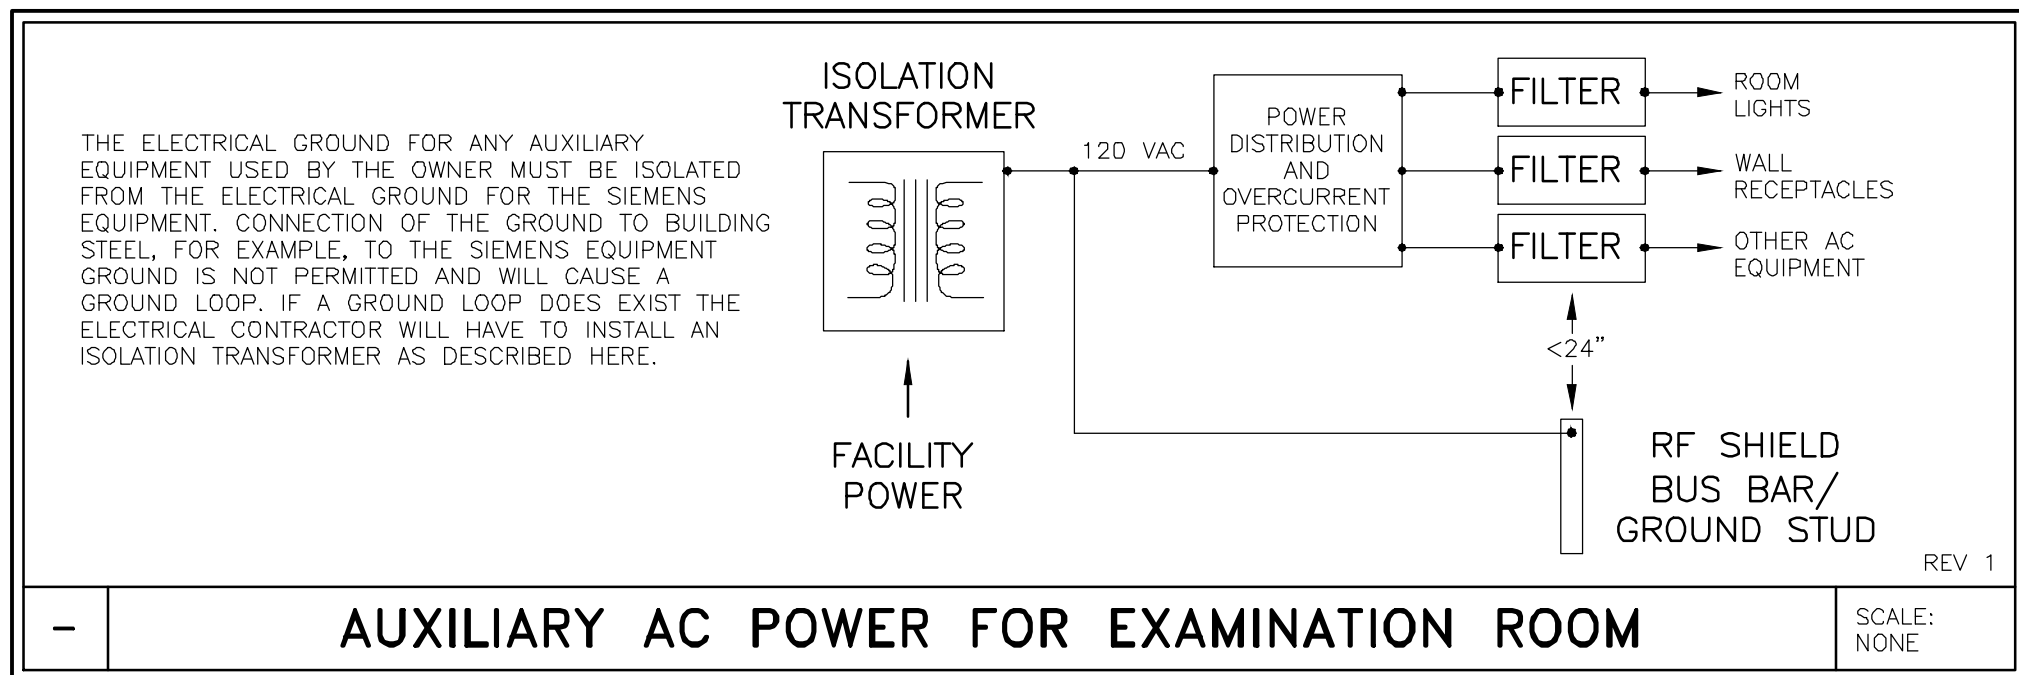 THE ELECTRICAL GROUND FOR ANY AUXILIARY
EQUIPMENT USED BY THE OWNER MUST BE ISOLATED
FROM THE ELECTRICAL GROUND FOR THE SIEMENS
EQUIPMENT. CONNECTION OF THE GROUND TO BUILDING
STEEL, FOR EXAMPLE, TO THE SIEMENS EQUIPMENT
GROUND IS NOT PERMITTED AND WILL CAUSE A
GROUND LOOP. IF A GROUND LOOP DOES EXIST THE
ELECTRICAL CONTRACTOR WILL HAVE TO INSTALL AN
ISOLATION TRANSFORMER AS DESCRIBED HERE.
ISOLATION
TRANSFORMER
FACILITY
POWER
120 VAC
POWER
DISTRIBUTION
AND
OVERCURRENT
PROTECTION
FILTER
ROOM
LIGHTS
FILTER
WALL
RECEPTACLES
FILTER
OTHER AC
EQUIPMENT
<24"
RF SHIELD
BUS BAR/
GROUND STUD
REV 1
-
AUXILIARY AC POWER FOR EXAMINATION ROOM
SCALE:
NONE